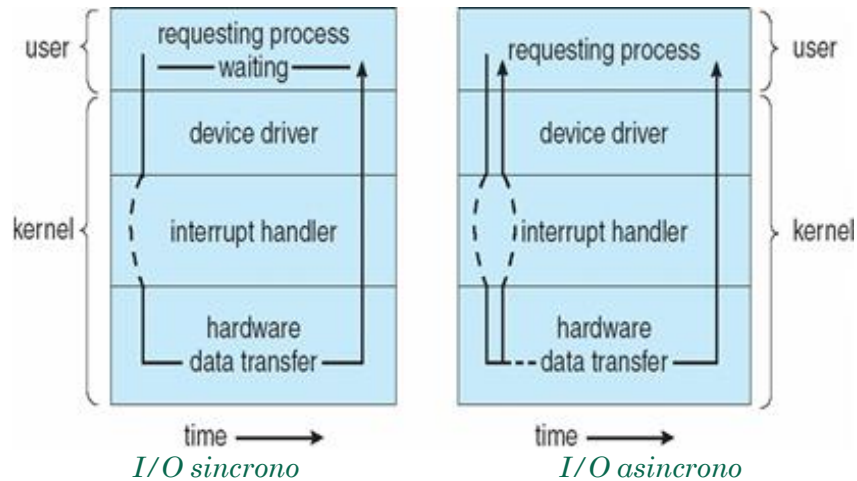 requesting process
user
waiting
device driver
kernel
interrupt handler
hardware
data transfer
time
I/O sincrono
requesting process
user
device driver
interrupt handler
kernel
hardware
data transfer
time
I/O asincrono